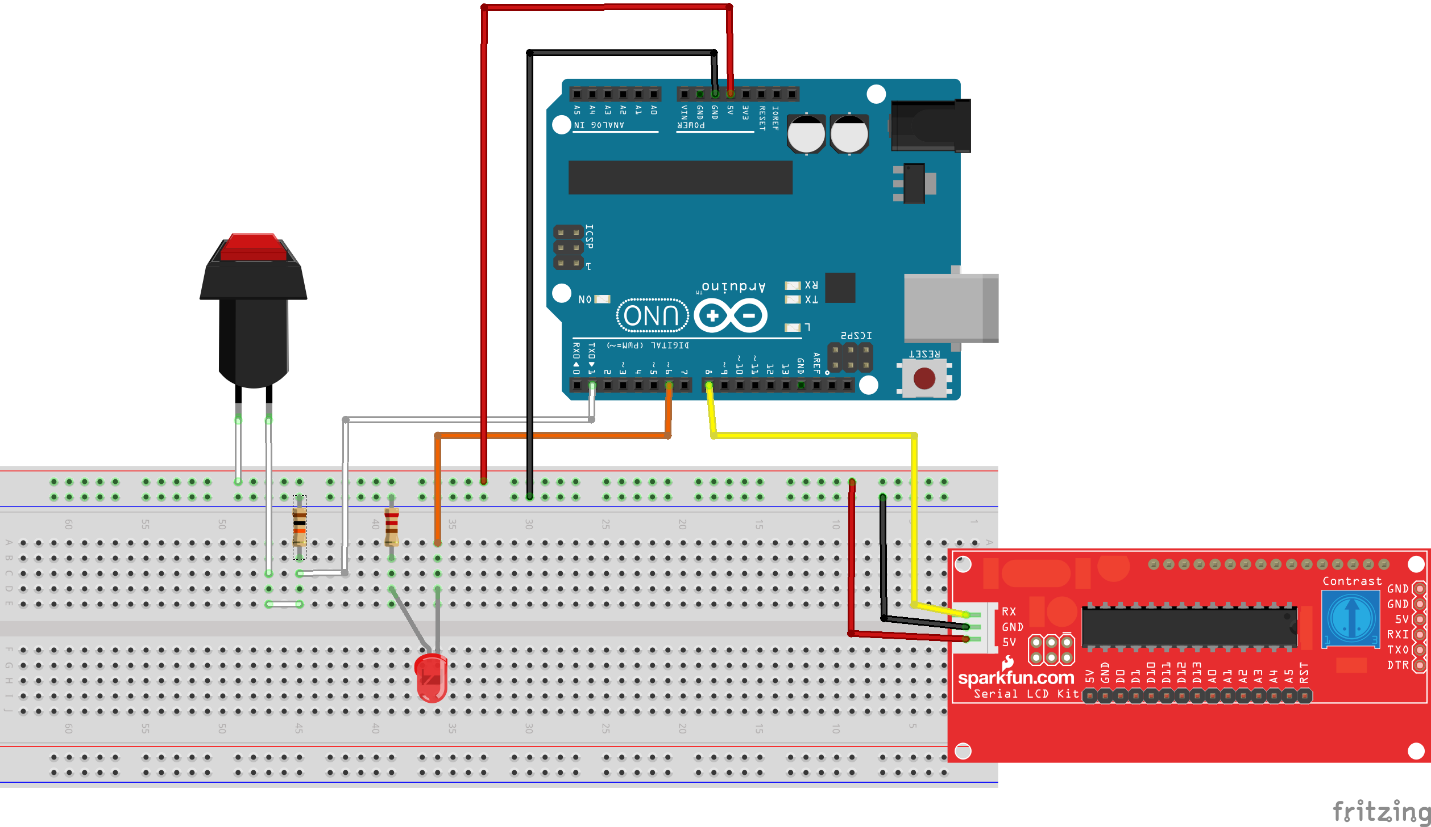 A5 A4 A3 A2 A1 A0
VIN GND GND 5V 3V3 RESET IOREF
ANALOG IN
POWER
ICSP
1
ON
UNO
Arduino
TM
RX
TX
L
ICSP2
RESET
DIGITAL (PWM=~)
RX0◄0 TX0►1 2 ~3 4 ~5 ~6 7 8 ~9 ~10 ~11 12 13 GND AREF
60 55 50 40 35 30 25 20 15 10 5 1
A
B
C
D
E
F
G
H
I
J
60 55 50 45 40 35 30 25 20 15 10 5
RX
GND
5V
sparkfun.com
Serial LCD Kit
5V GND D0 D1 D10 D11 D12 D13 A0 A1 A2 A3 A4 A5 RST
Contrast
GND
GND
5V
RXI
TXO
DTR
fritzing